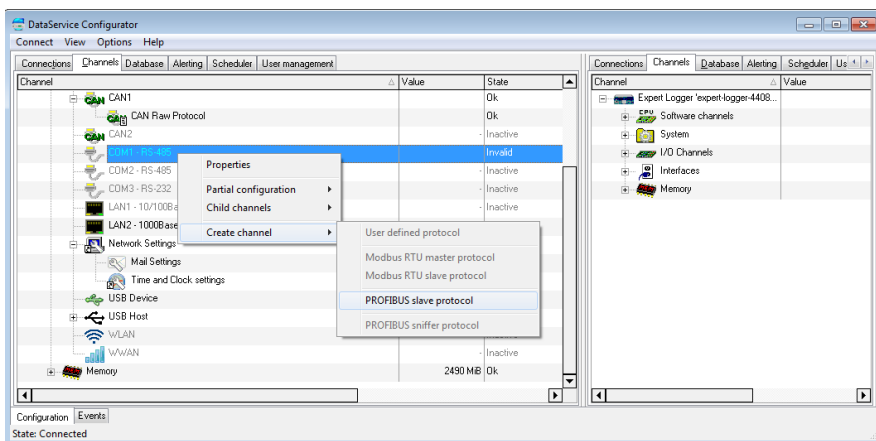 DataService Configurator
Connect View Options Help
Connections Channels Database Alerting Scheduler User management
Channel Value State
CAN1 Ok
CAN Raw Protocol Ok
CAN2 - Inactive
COM1 - RS-485 Invalid
COM2 - RS-485 - Inactive
COM3 - RS-232 - Inactive
LAN1 - 10/100Ba - Inactive
LAN2 - 1000Base
Network Settings
Mail Settings
Time and Clock settings
USB Device
USB Host
WLAN
WWAN - Inactive
Memory 2490 MiB Ok
Properties
Partial configuration
Child channels
Create channel
User defined protocol
Modbus RTU master protocol
Modbus RTU slave protocol
PROFIBUS slave protocol
PROFIBUS sniffer protocol
Connections Channels Database Alerting Scheduler Us
Channel Value
Expert Logger 'expert-logger-4408...
Software channels
System
I/O Channels
Interfaces
Memory
Configuration Events
State: Connected